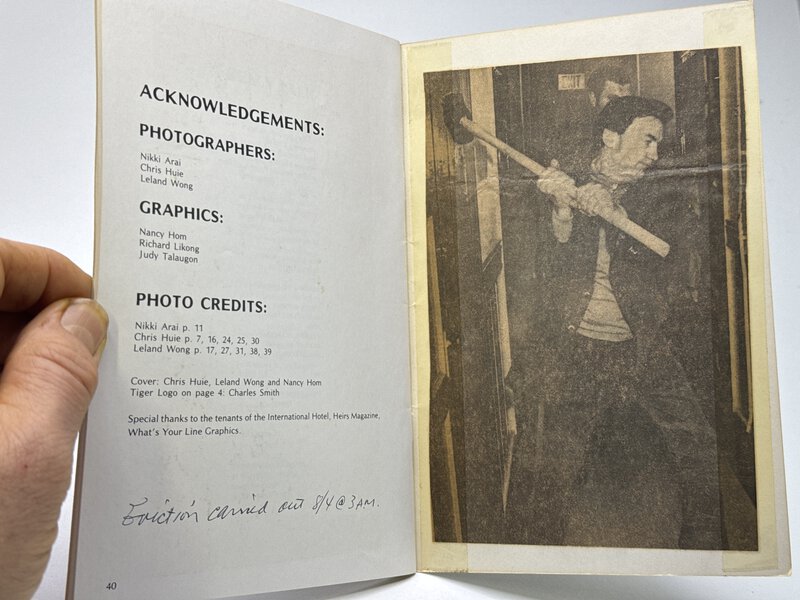 ACKNOWLEDGEMENTS:
PHOTOGRAPHERS:
Nikki Arai
Chris Huie
Leland Wong
GRAPHICS:
Nancy Hom
Richard Likong
Judy Talaugon
PHOTO CREDITS:
Nikki Arai p. 11
Chris Huie p. 7, 16, 24, 25, 30
Leland Wong p. 17, 27, 31, 38, 39
Cover: Chris Huie, Leland Wong and Nancy Hom
Tiger Logo on page 4: Charles Smith
Special thanks to the tenants of the International Hotel, Heirs Magazine,
What's Your Line Graphics.
Eviction carried out 8/4 @ 3 AM.
40
EXIT